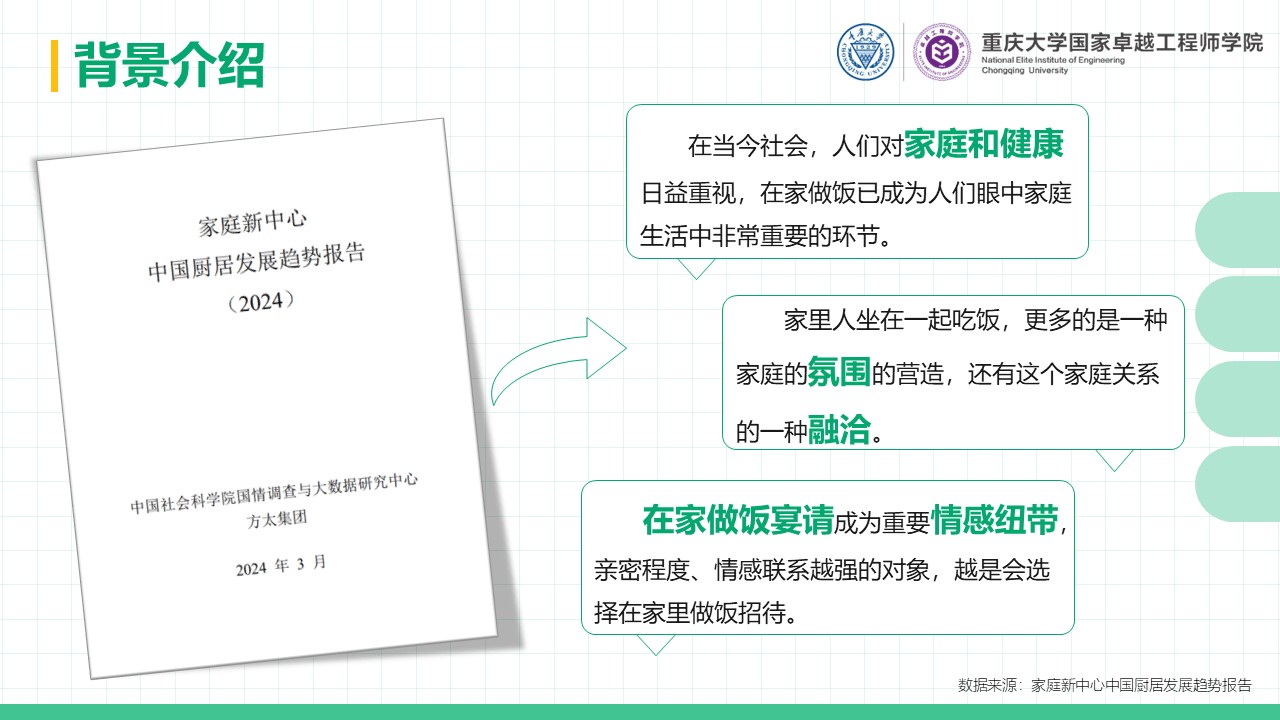 背景介绍
重庆大学国家卓越工程师学院
National Elite Institute of Engineering
Chongqing University
家庭新中心
中国厨居发展趋势报告
（2024）
中国社会科学院国情调查与大数据研究中心
方太集团
2024 年 3 月
在当今社会，人们对家庭和健康
日益重视，在家做饭已成为人们眼中家庭
生活中非常重要的环节。
家里人坐在一起吃饭，更多的是一种
家庭的氛围的营造，还有这个家庭关系
的一种融洽。
在家做饭宴请成为重要情感纽带，
亲密程度、情感联系越强的对象，越是会选
择在家里做饭招待。
数据来源：家庭新中心中国厨居发展趋势报告